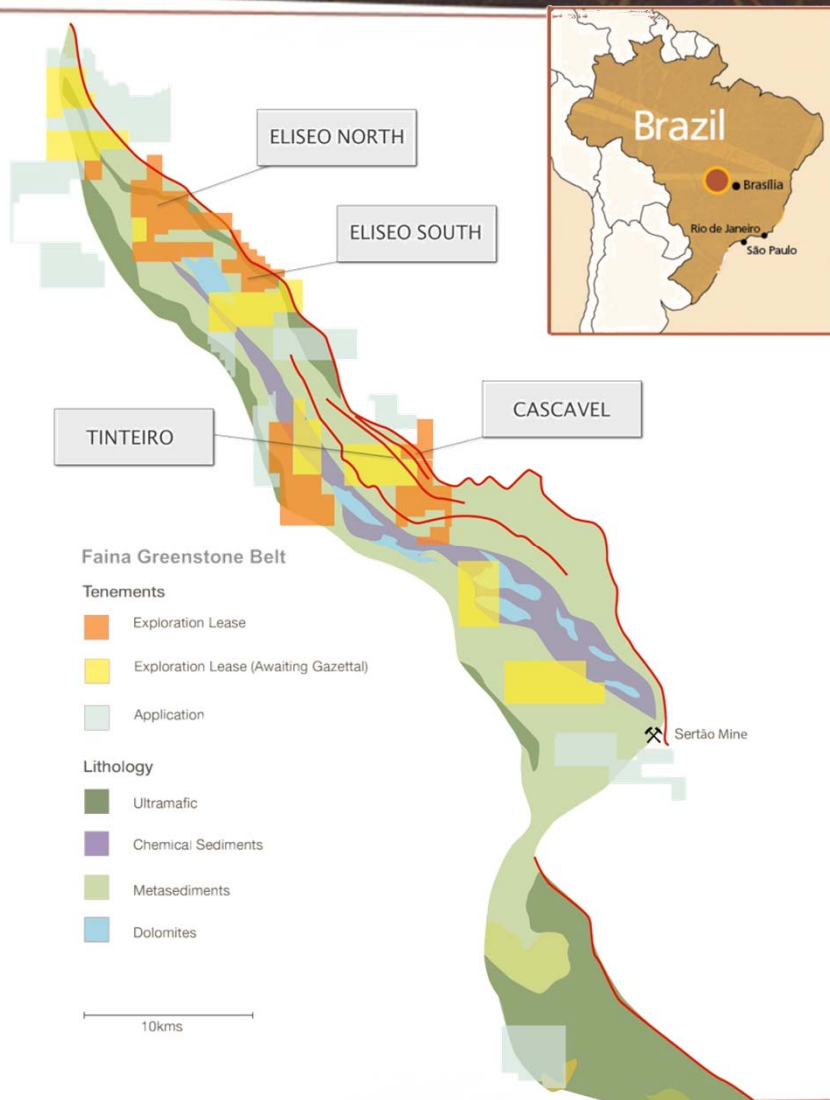 Brazil
Brasília
Rio de Janeiro
São Paulo
ELISEO NORTH
ELISEO SOUTH
CASCAVEL
TINTEIRO
Faina Greenstone Belt
Tenements
Exploration Lease
Exploration Lease (Awaiting Gazettal)
Application
Lithology
Ultramafic
Chemical Sediments
Metasediments
Dolomites
10kms
Sertão Mine